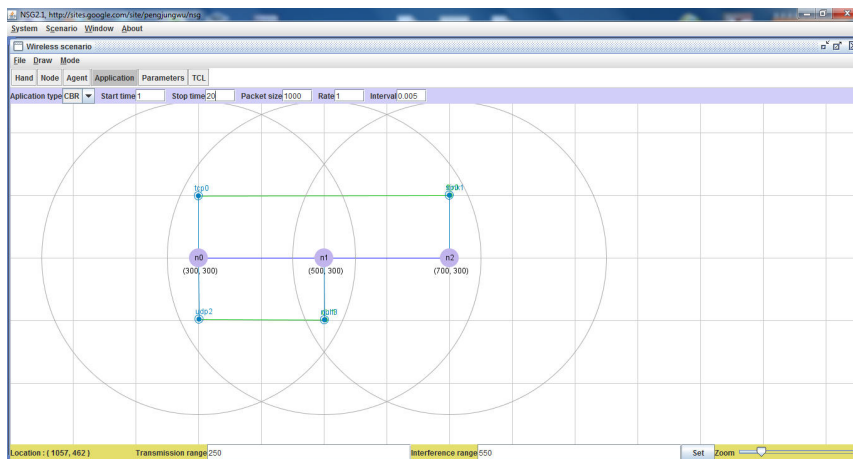 NSG2.1, http://sites.google.com/site/pengjungwu/nsg
System Scenario Window About
Wireless scenario
File Draw Mode
Hand Node Agent Application Parameters TCL
Aplication type CBR Start time 1 Stop time 20 Packet size 1000 Rate 1 Interval 0.005
tcp0
n0 n1 n2
(300, 300) (500, 300) (700, 300)
udp2
Location : ( 1057, 462 ) Transmission range 250 Interference range 550 Set Zoom